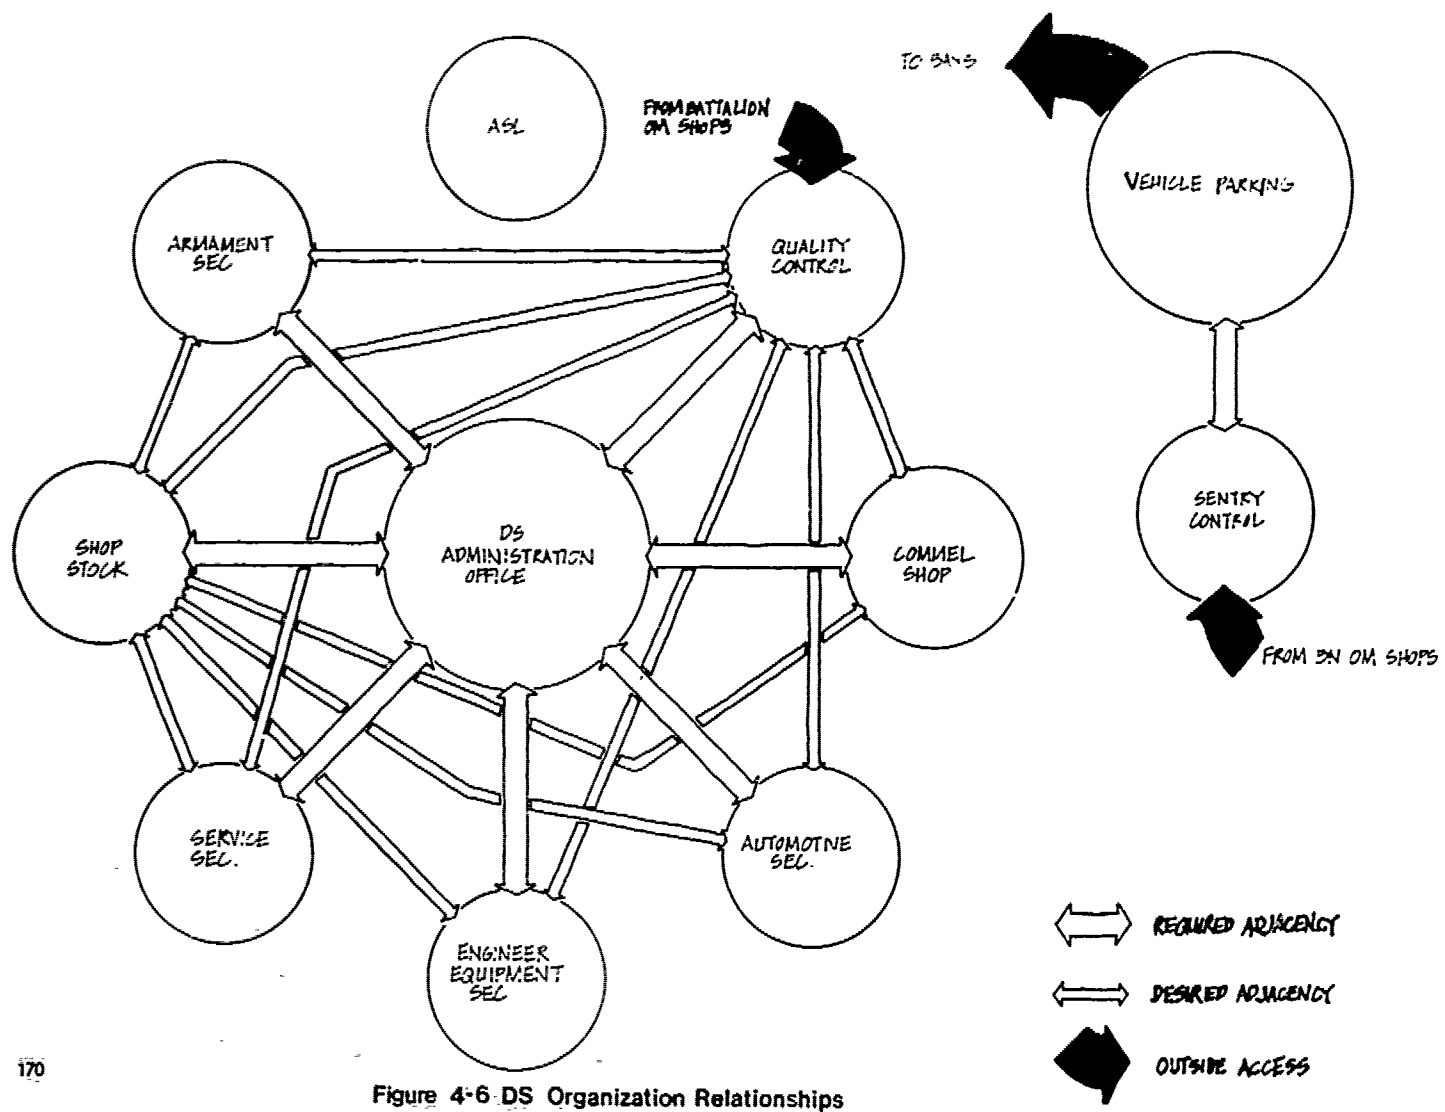 TO BAYS
FROM BATTALION
OM SHOPS
ASL
VEHICLE PARKING
ARMAMENT
SEC
QUALITY
CONTROL
SENTRY
CONTROL
DS
ADMINISTRATION
OFFICE
SHOP
STOCK
COMMEL
SHOP
FROM BN OM SHOPS
SERVICE
SEC.
AUTOMOTIVE
SEC.
ENGINEER
EQUIPMENT
SEC
REQUIRED ADJACENCY
DESIRED ADJACENCY
OUTSIDE ACCESS
170
Figure 4-6 DS Organization Relationships